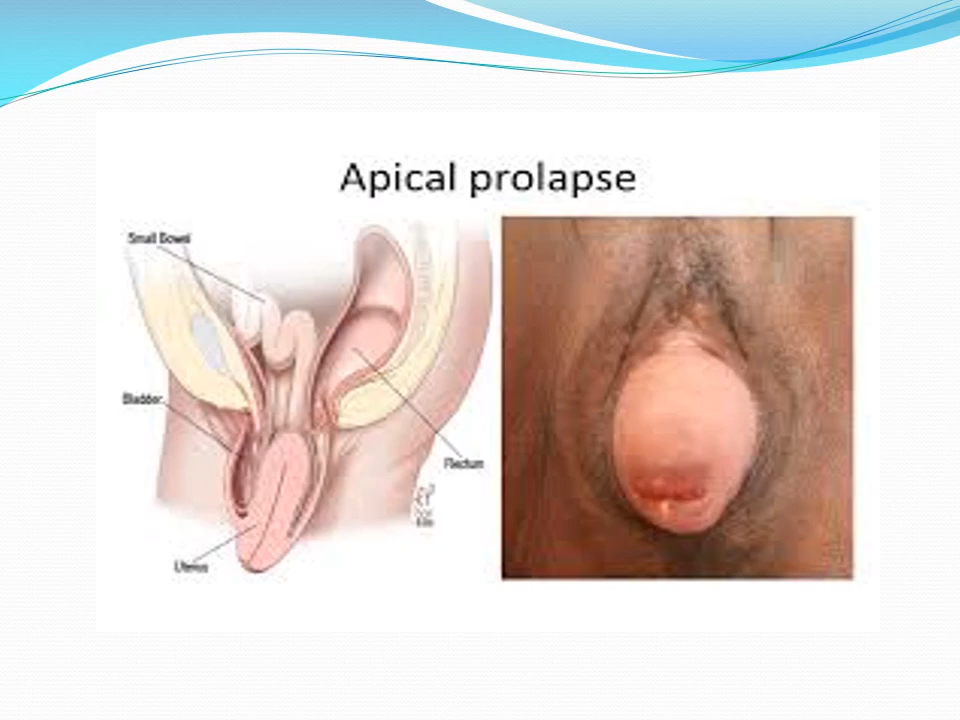 Apical prolapse
Small Bowel
Bladder
Rectum
Uterus